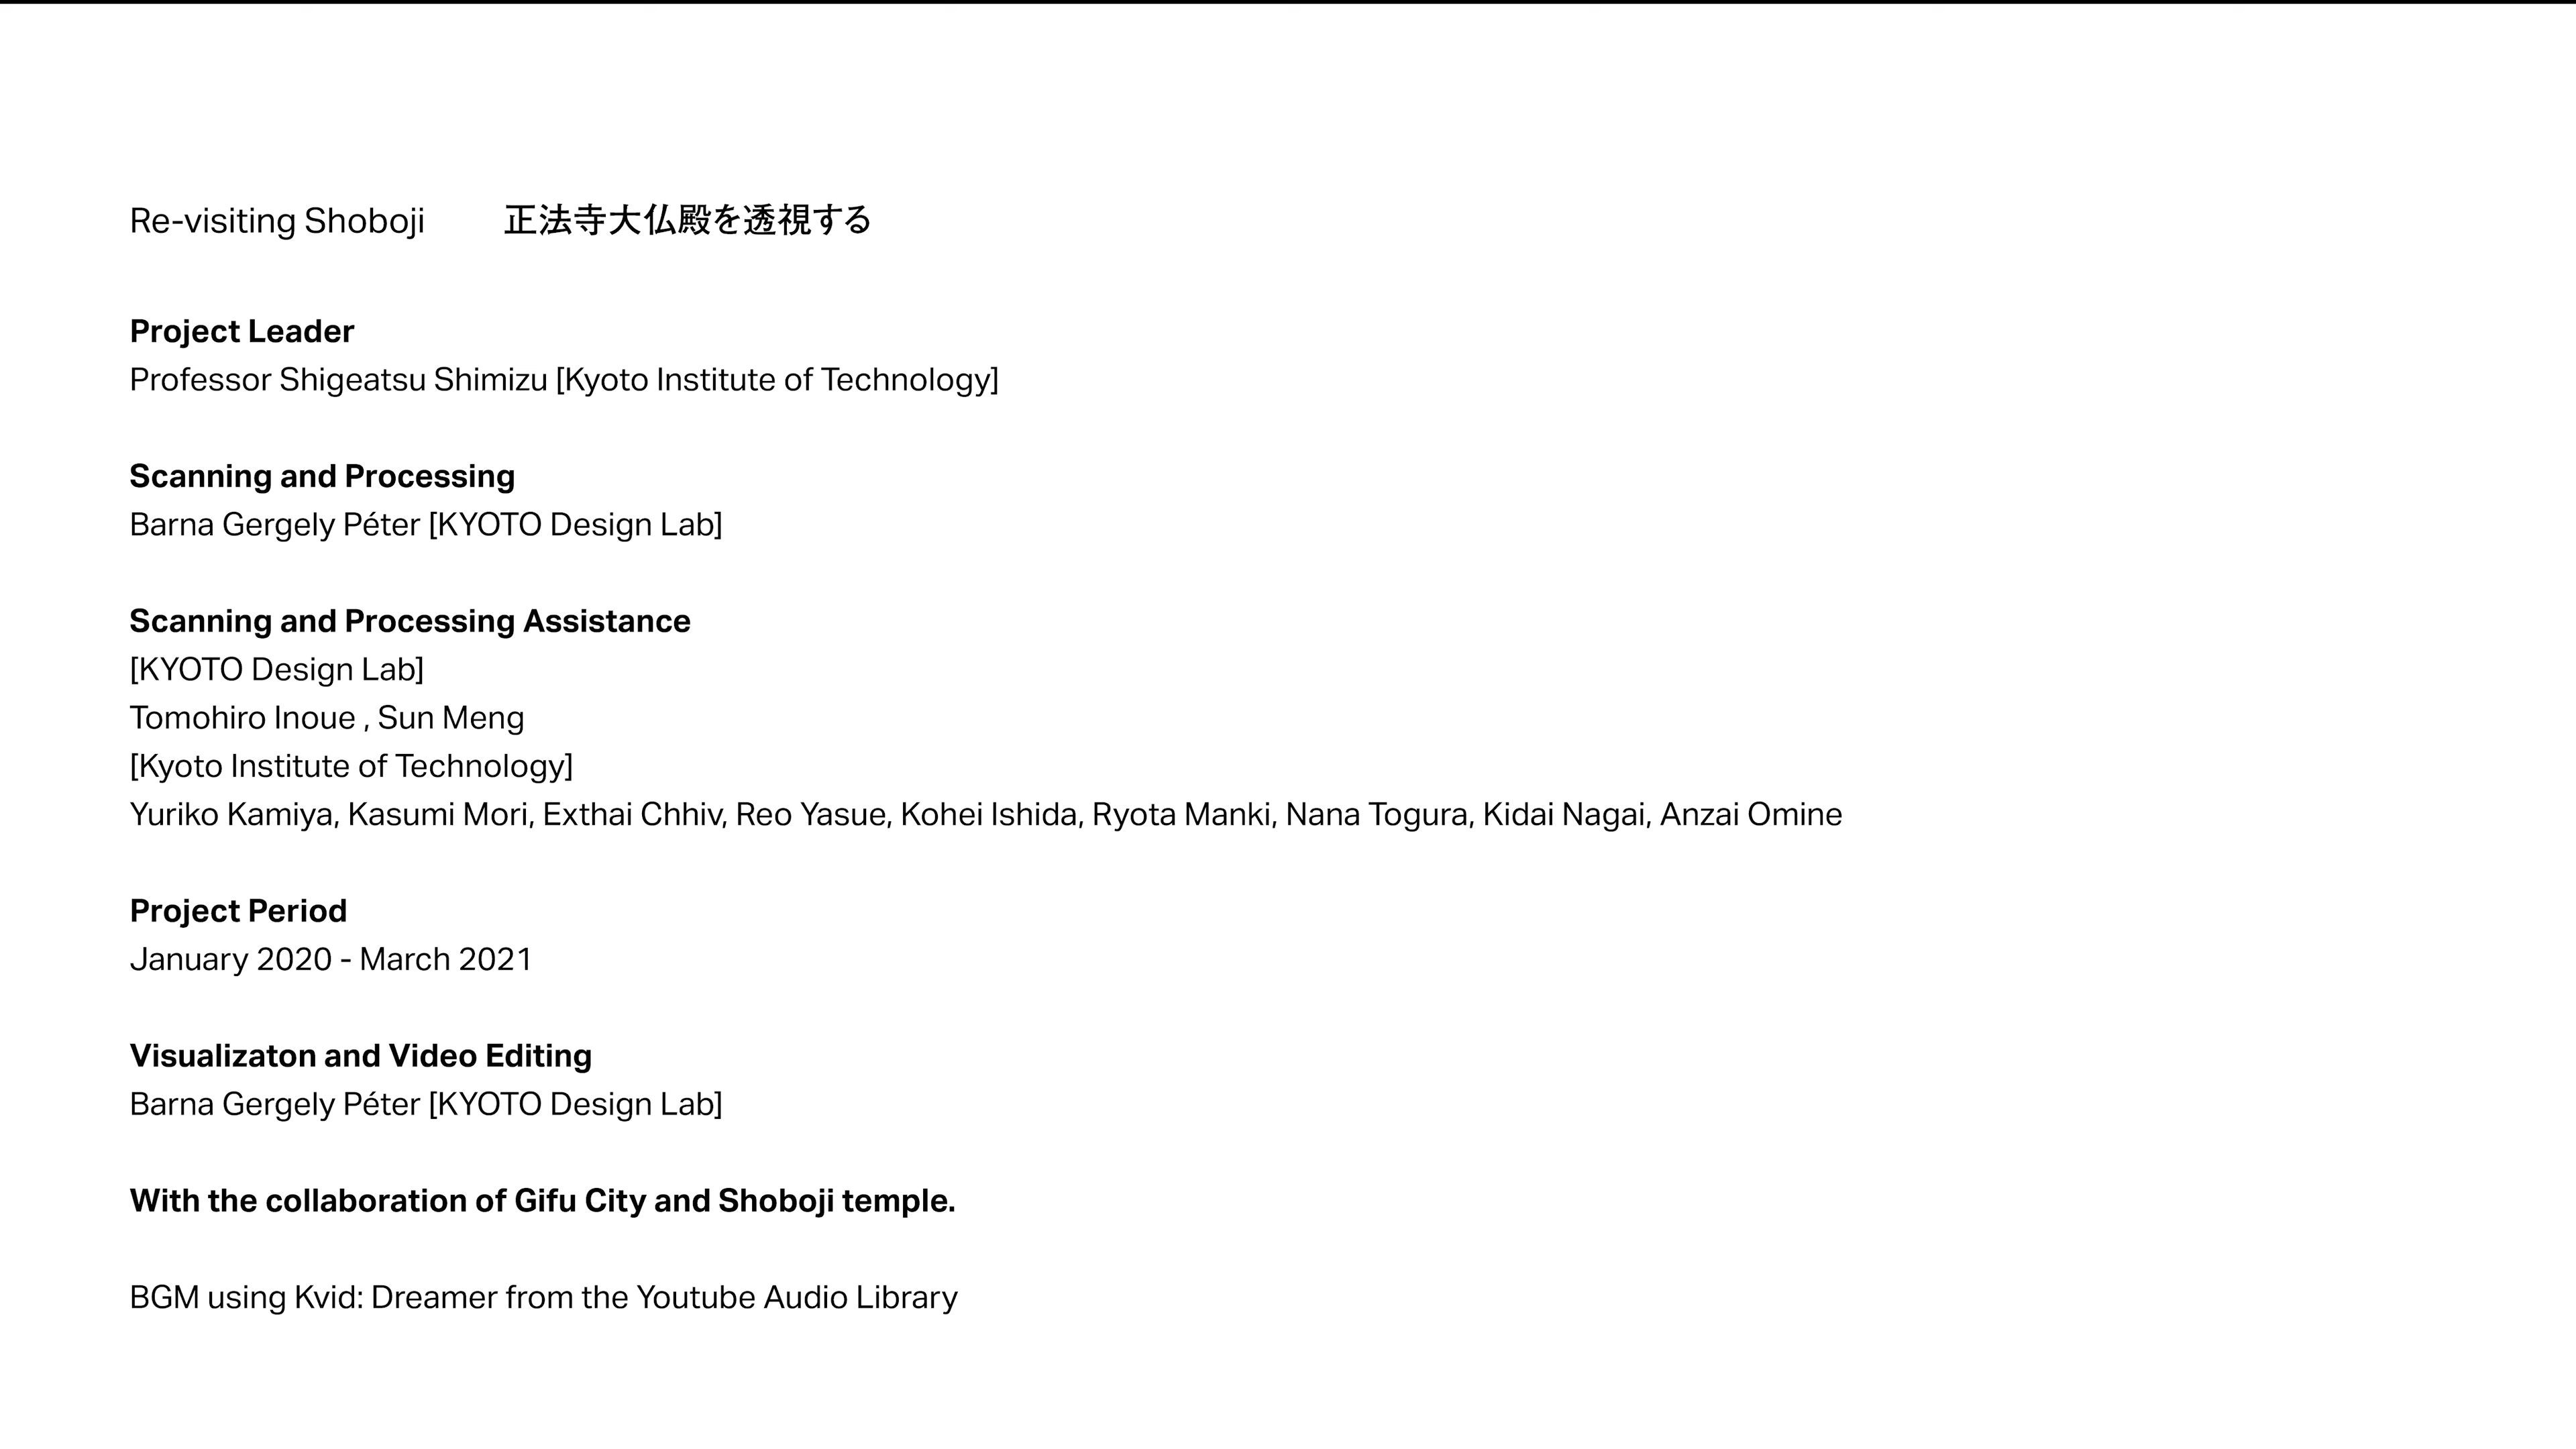 Re-visiting Shoboji 正法寺大仏殿を透視する
Project Leader
Professor Shigeatsu Shimizu [Kyoto Institute of Technology]
Scanning and Processing
Barna Gergely Péter [KYOTO Design Lab]
Scanning and Processing Assistance
[KYOTO Design Lab]
Tomohiro Inoue , Sun Meng
[Kyoto Institute of Technology]
Yuriko Kamiya, Kasumi Mori, Exthai Chhiv, Reo Yasue, Kohei Ishida, Ryota Manki, Nana Togura, Kidai Nagai, Anzai Omine
Project Period
January 2020 - March 2021
Visualizaton and Video Editing
Barna Gergely Péter [KYOTO Design Lab]
With the collaboration of Gifu City and Shoboji temple.
BGM using Kvid: Dreamer from the Youtube Audio Library